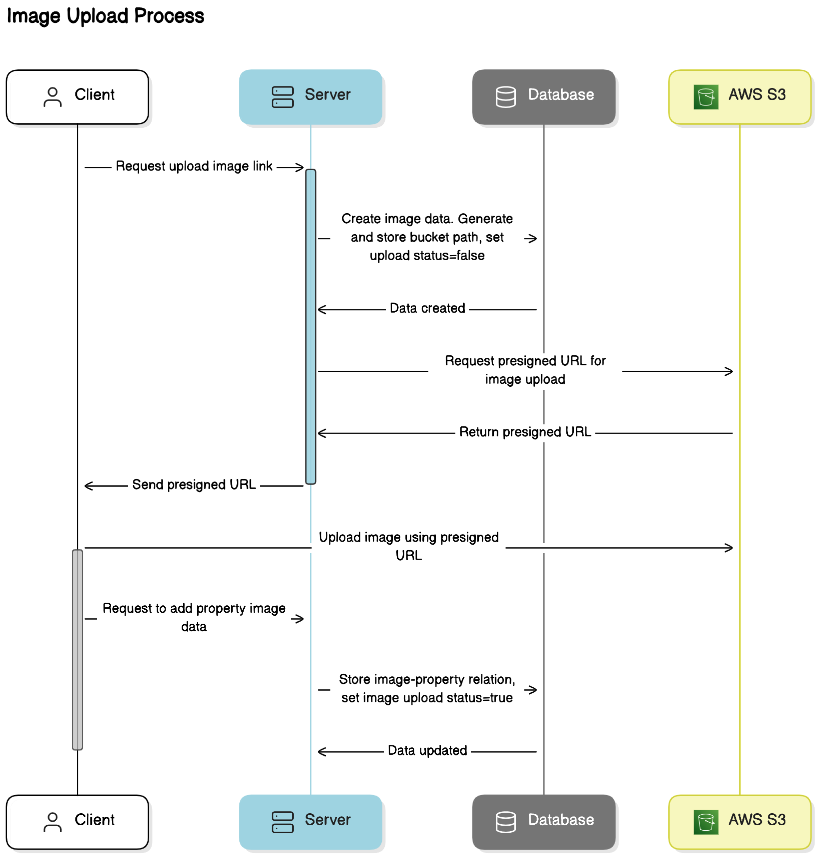 Image Upload Process
Client
Server
Database
AWS S3
Request upload image link
Create image data. Generate
and store bucket path, set
upload status=false
Data created
Request presigned URL for
image upload
Return presigned URL
Send presigned URL
Upload image using presigned
URL
Request to add property image
data
Store image-property relation,
set image upload status=true
Data updated
Client
Server
Database
AWS S3